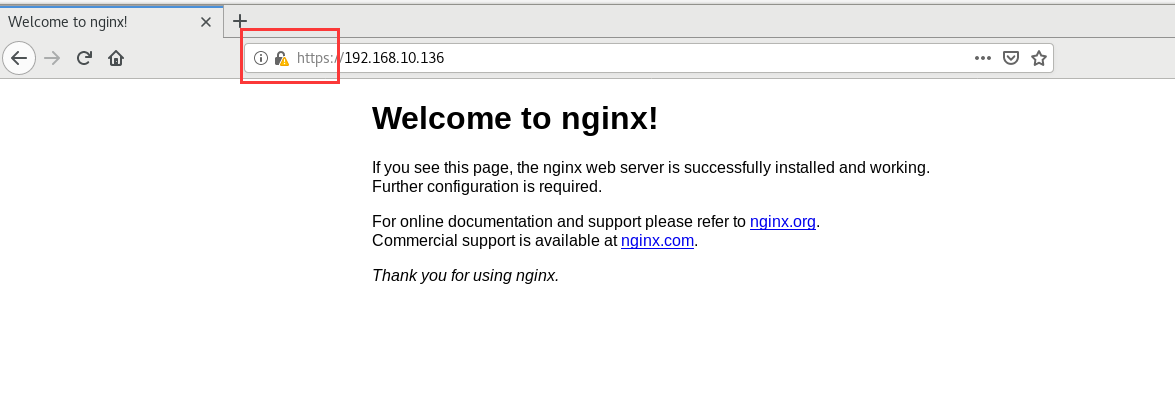 Welcome to nginx!
https://192.168.10.136
Welcome to nginx!
If you see this page, the nginx web server is successfully installed and working.
Further configuration is required.
For online documentation and support please refer to nginx.org.
Commercial support is available at nginx.com.
Thank you for using nginx.